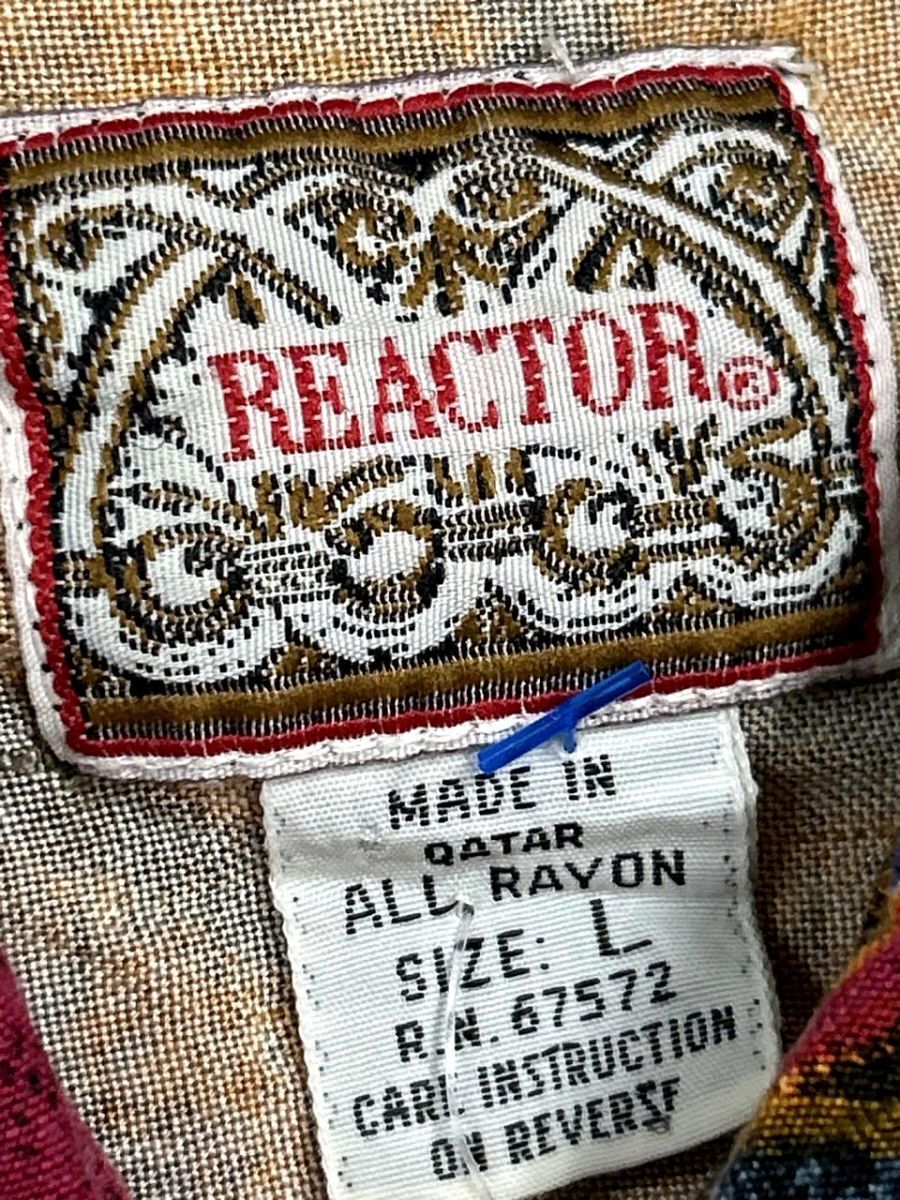 REACTOR®
MADE IN
QATAR
ALL RAYON
SIZE: L
R.N. 67572
CARE INSTRUCTION
ON REVERSE